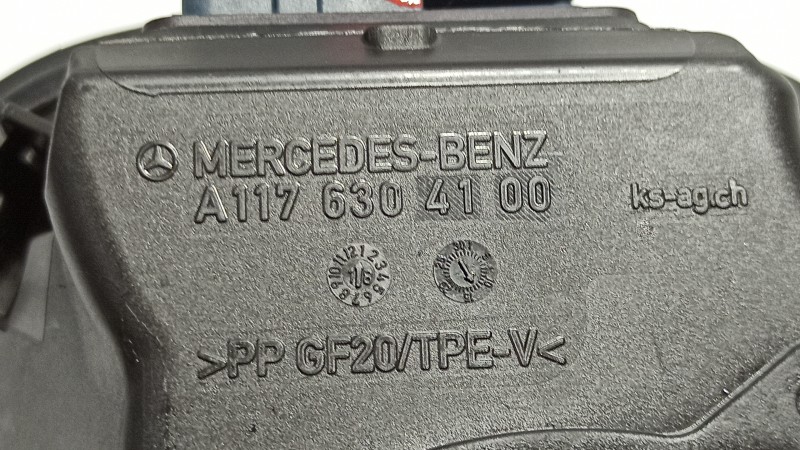 MERCEDES-BENZ
A117 630 41 00
ks-ag.ch
>PP GF20/TPE-V<